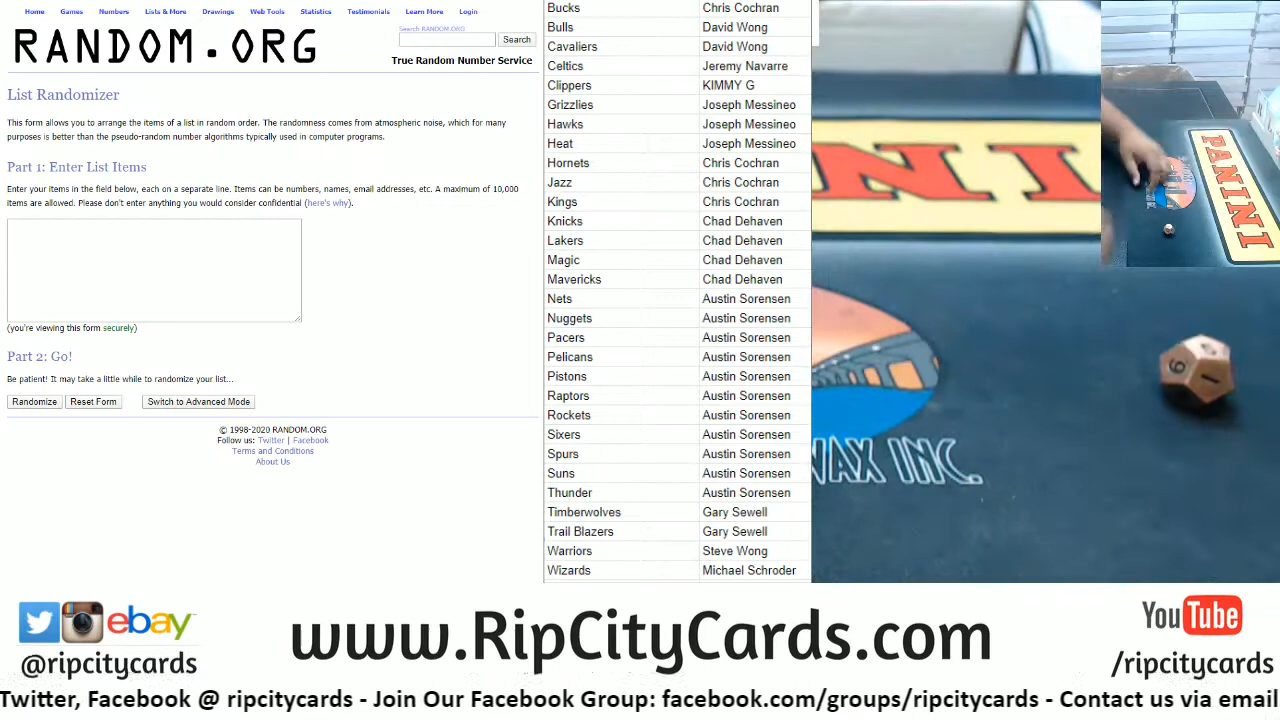 Home Games Numbers Lists & More Drawings Web Tools Statistics Testimonials Learn More Login
RANDOM.ORG
Search RANDOM.ORG
Search
True Random Number Service
List Randomizer
This form allows you to arrange the items of a list in random order. The randomness comes from atmospheric noise, which for many
purposes is better than the pseudo-random number algorithms typically used in computer programs.
Part 1: Enter List Items
Enter your items in the field below, each on a separate line. Items can be numbers, names, email addresses, etc. A maximum of 10,000
items are allowed. Please don't enter anything you would consider confidential (here's why).
(you're viewing this form securely)
Part 2: Go!
Be patient! It may take a little while to randomize your list...
Randomize Reset Form Switch to Advanced Mode
© 1998-2020 RANDOM.ORG
Follow us: Twitter | Facebook
Terms and Conditions
About Us
Bucks Chris Cochran
Bulls David Wong
Cavaliers David Wong
Celtics Jeremy Navarre
Clippers KIMMY G
Grizzlies Joseph Messineo
Hawks Joseph Messineo
Heat Joseph Messineo
Hornets Chris Cochran
Jazz Chris Cochran
Kings Chris Cochran
Knicks Chad Dehaven
Lakers Chad Dehaven
Magic Chad Dehaven
Mavericks Chad Dehaven
Nets Austin Sorensen
Nuggets Austin Sorensen
Pacers Austin Sorensen
Pelicans Austin Sorensen
Pistons Austin Sorensen
Raptors Austin Sorensen
Rockets Austin Sorensen
Sixers Austin Sorensen
Spurs Austin Sorensen
Suns Austin Sorensen
Thunder Austin Sorensen
Timberwolves Gary Sewell
Trail Blazers Gary Sewell
Warriors Steve Wong
Wizards Michael Schroder
NINI
WAX INC.
6 1
PANINI
ebay
@ripcitycards
www.RipCityCards.com
YouTube
/ripcitycards
Twitter, Facebook @ ripcitycards - Join Our Facebook Group: facebook.com/groups/ripcitycards - Contact us via email